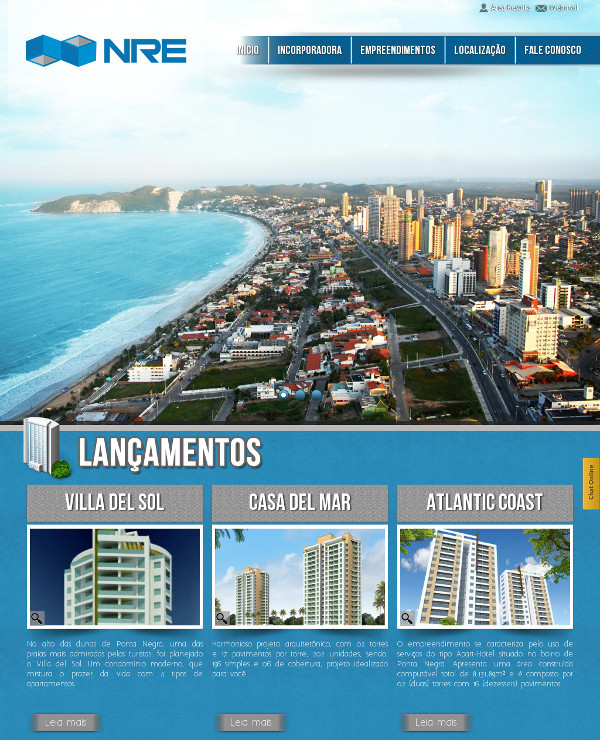 Área Restrita Webmail
NRE
INICIO INCORPORADORA EMPREENDIMENTOS LOCALIZAÇÃO FALE CONOSCO
LANÇAMENTOS
Chat Online
VILLA DEL SOL
CASA DEL MAR
ATLANTIC COAST
No alto das dunas de Ponta Negra, uma das
praias mais admiradas pelos turistas, foi planejado
o Villa del Sol. Um condomínio moderno, que
mistura o prazer da vida com 4 tipos de
apartamentos.
Harmonioso projeto arquitetônico, com 02 torres
e 17 pavimentos por torre, 202 unidades, sendo
196 simples e 06 de cobertura, projeto idealizado
para você.
O empreendimento se caracteriza pelo uso de
serviços do tipo Apart-Hotel situado no bairro de
Ponta Negra. Apresenta uma área construída
computável total de 8.131,89m² e é composto por
02 (duas) torres com 16 (dezesseis) pavimentos
Leia mais
Leia mais
Leia mais